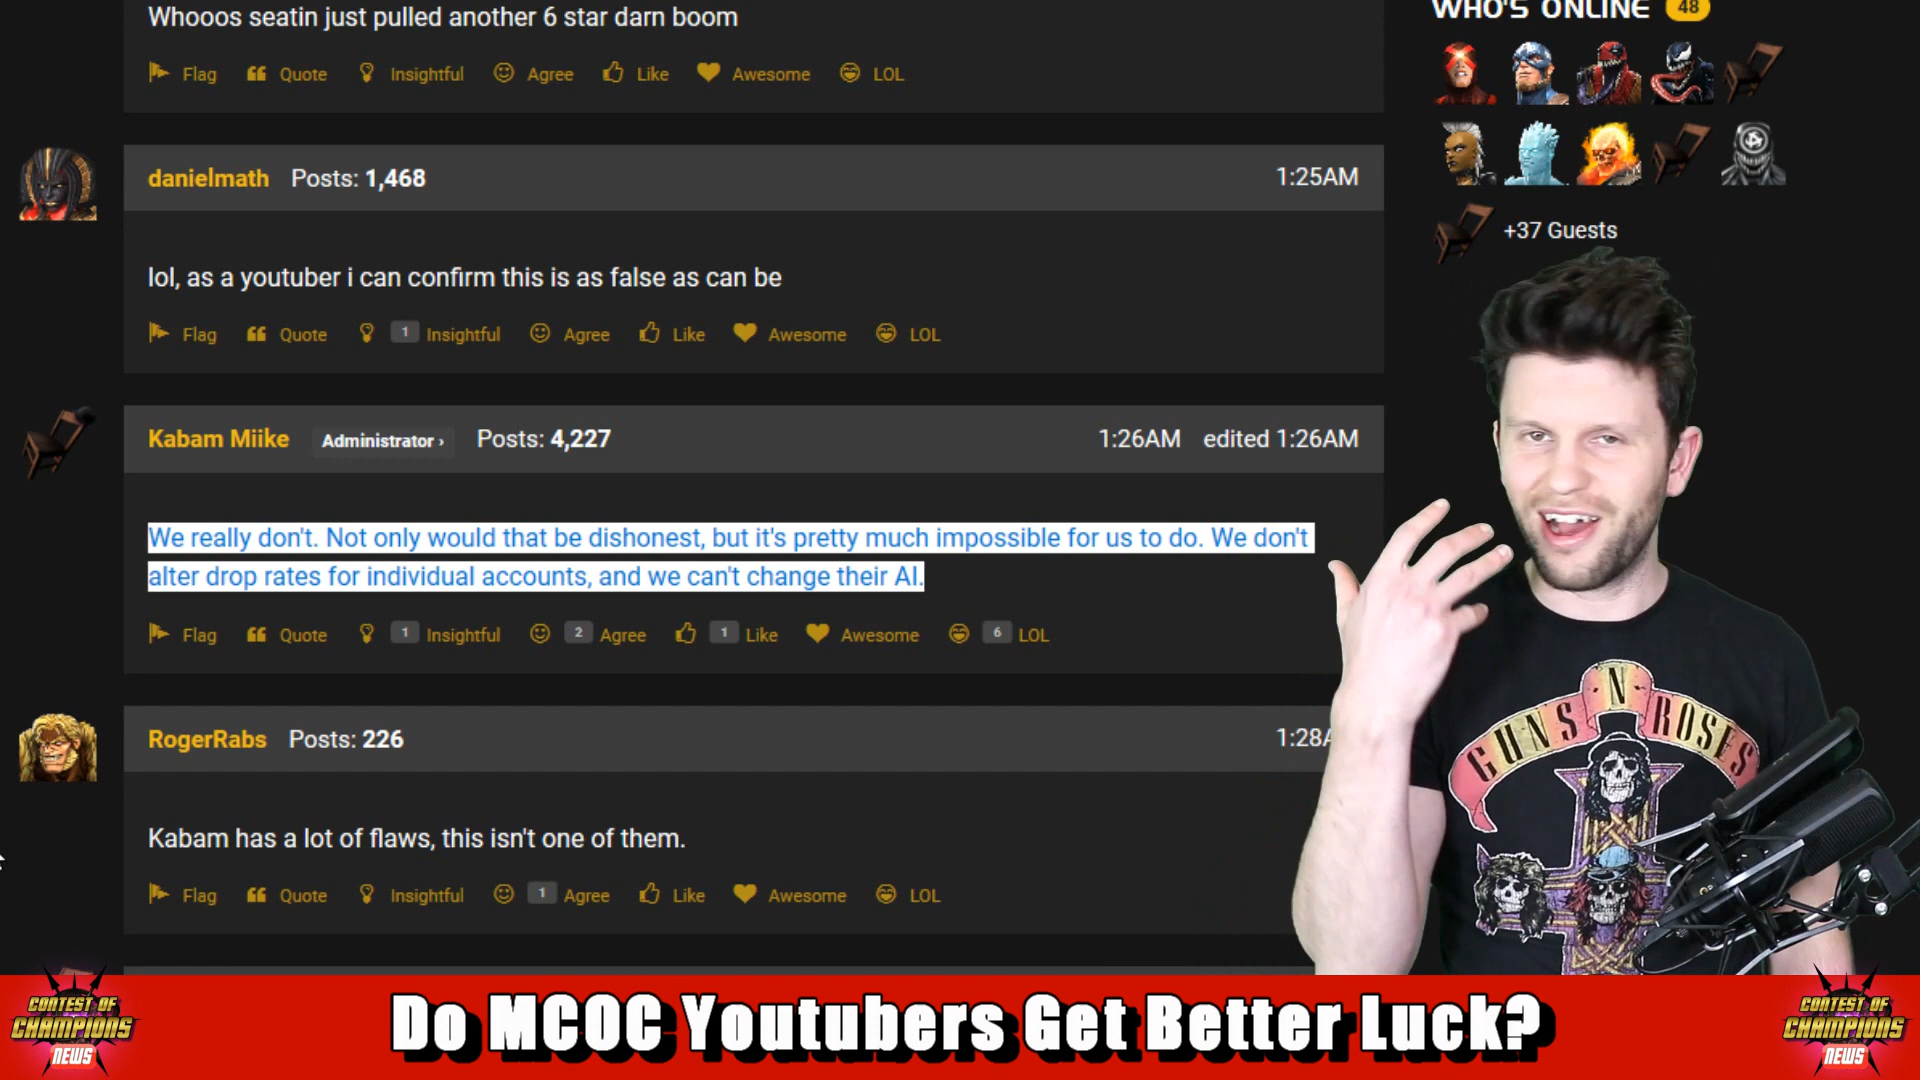 Whooos seatin just pulled another 6 star darn boom
Flag Quote Insightful Agree Like Awesome LOL
WHO'S ONLINE 48
+37 Guests
danielmath Posts: 1,468 1:25AM
lol, as a youtuber i can confirm this is as false as can be
Flag Quote 1 Insightful Agree Like Awesome LOL
Kabam Miike Administrator › Posts: 4,227 1:26AM edited 1:26AM
We really don't. Not only would that be dishonest, but it's pretty much impossible for us to do. We don't
alter drop rates for individual accounts, and we can't change their AI.
Flag Quote 1 Insightful 2 Agree 1 Like Awesome 6 LOL
RogerRabs Posts: 226 1:28A
Kabam has a lot of flaws, this isn't one of them.
Flag Quote Insightful 1 Agree Like Awesome LOL
GUNS N ROSES
CONTEST OF
CHAMPIONS
NEWS
Do MCOC Youtubers Get Better Luck?
CONTEST OF
CHAMPIONS
NEWS